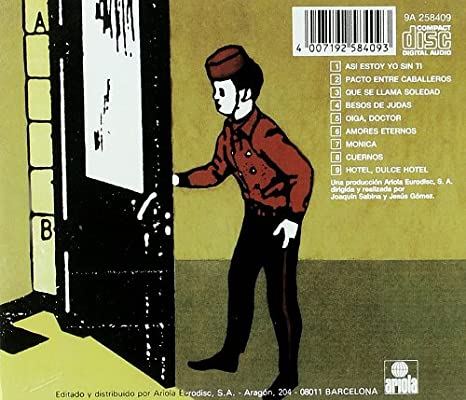 9A 258409
COMPACT
disc
DIGITAL AUDIO
4 007192 584093
1 ASI ESTOY YO SIN TI
2 PACTO ENTRE CABALLEROS
3 QUE SE LLAMA SOLEDAD
4 BESOS DE JUDAS
5 OIGA, DOCTOR
6 AMORES ETERNOS
7 MONICA
8 CUERNOS
9 HOTEL, DULCE HOTEL
Una producción Ariola Eurodisc, S. A.
dirigida y realizada por
Joaquín Sabina y Jesús Gómez.
A
B
ariola
Editado y distribuido por Ariola Eurodisc, S.A. - Aragón, 204 - 08011 BARCELONA